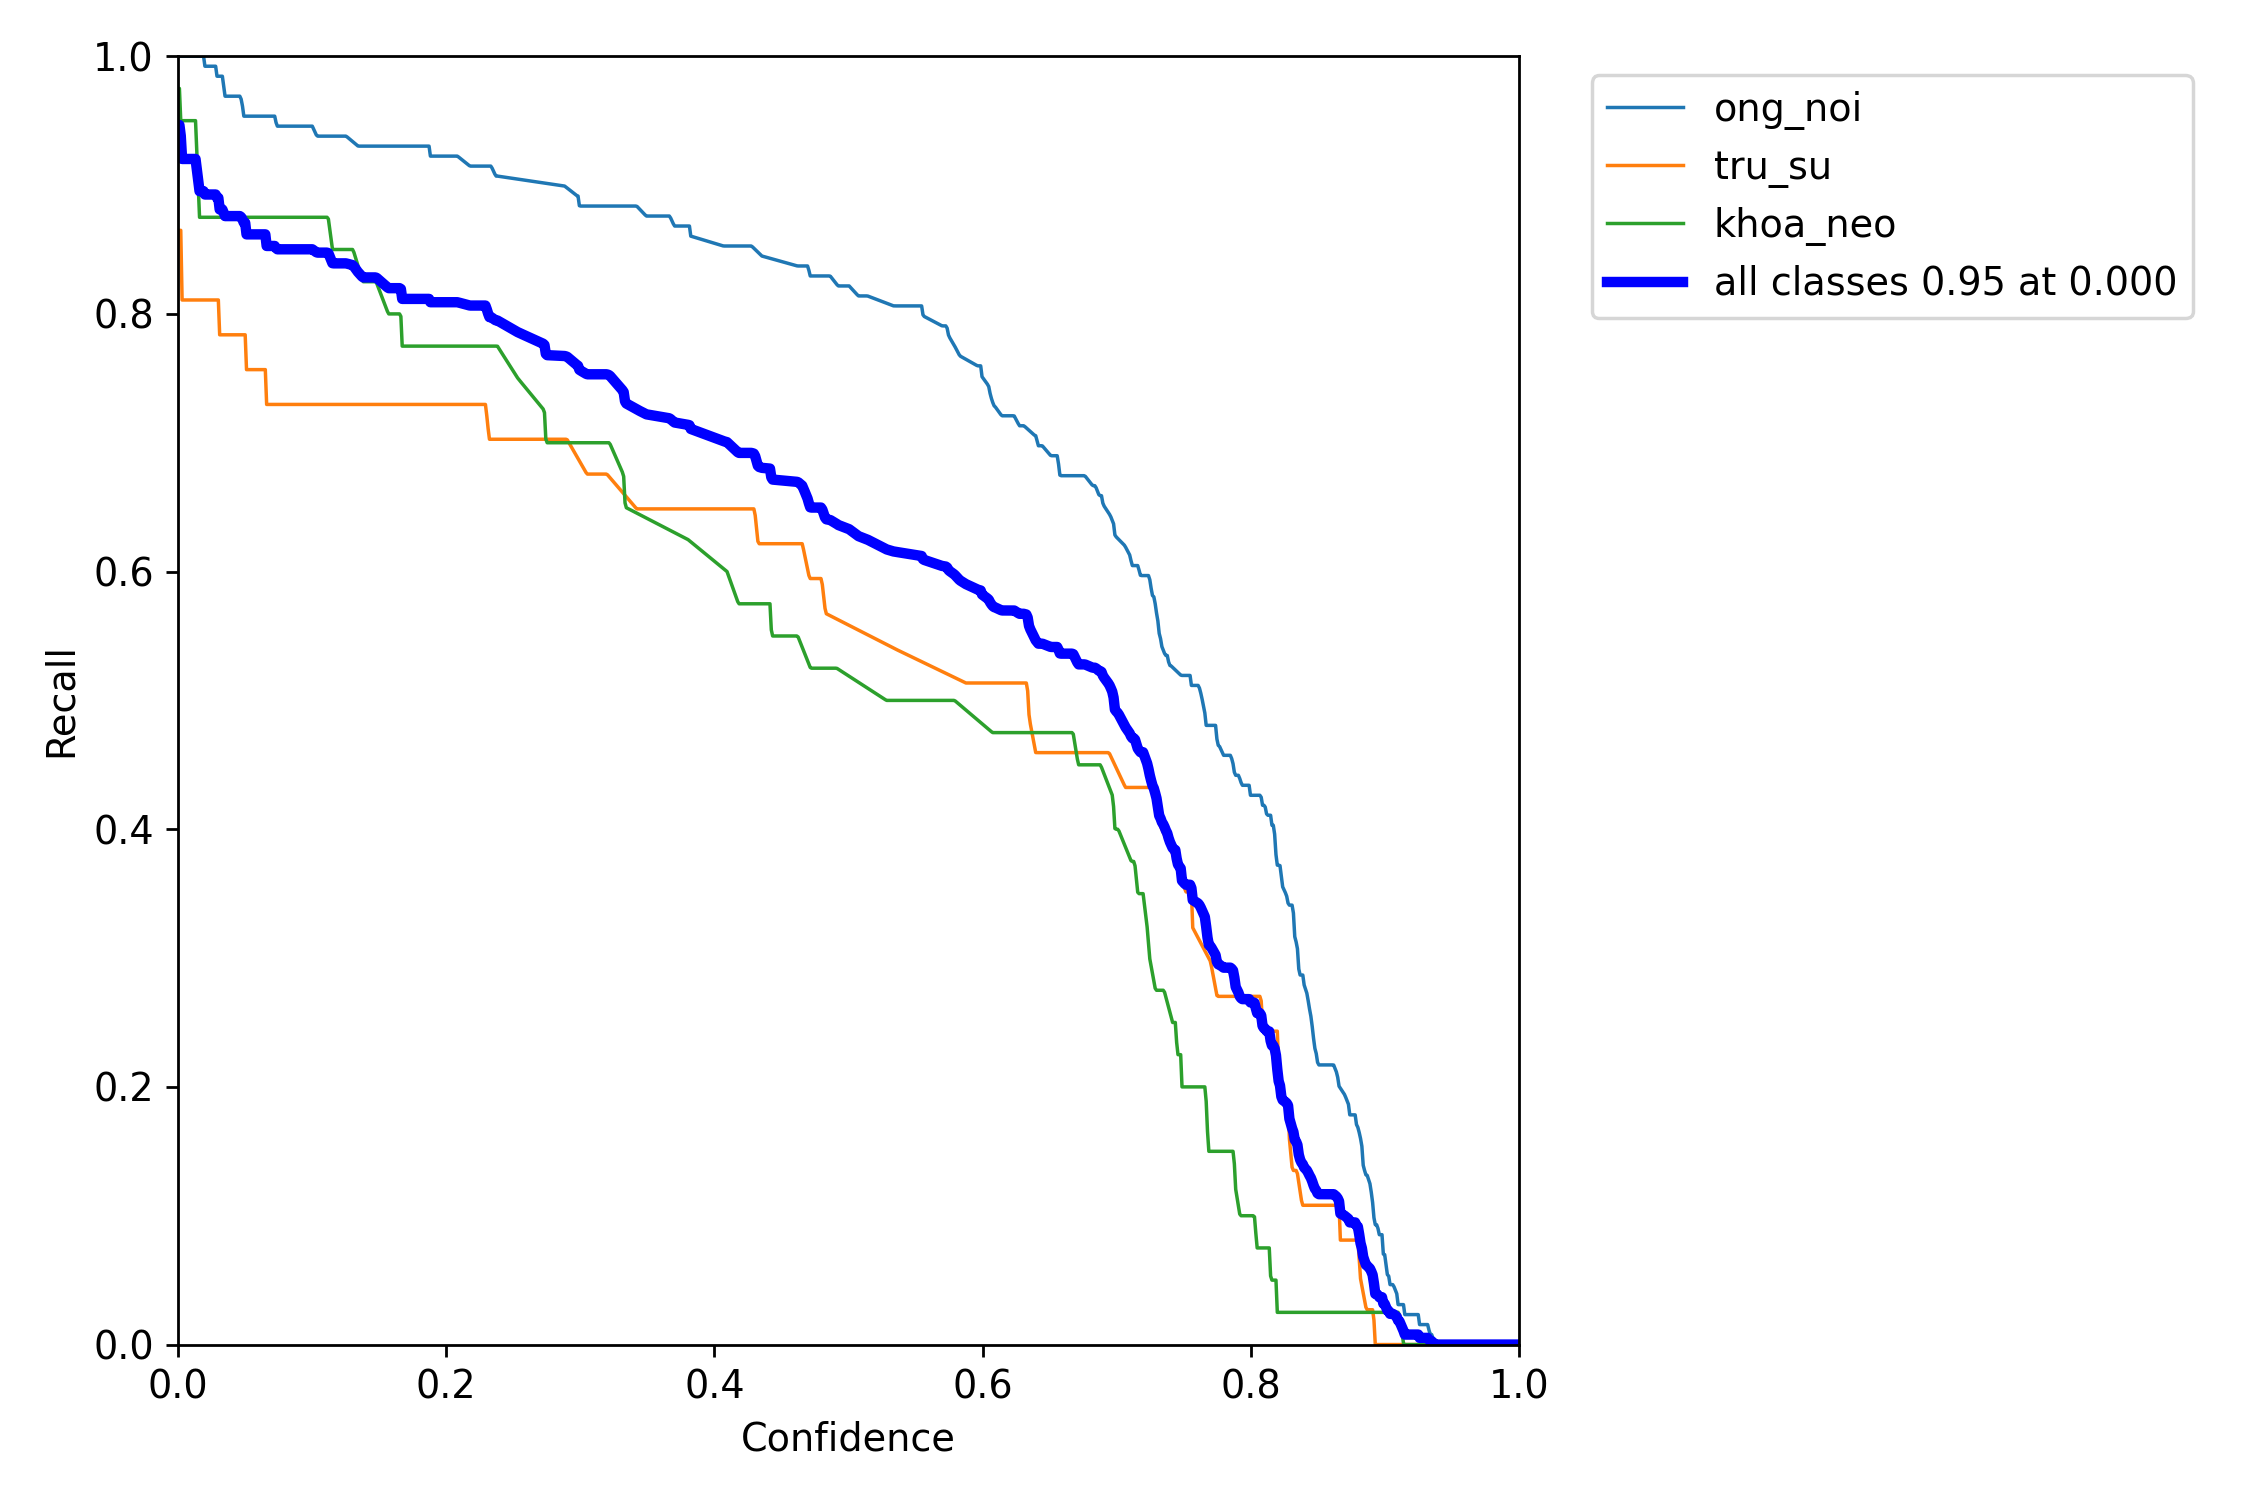 1.0
0.8
0.6
0.4
0.2
0.0
0.0 0.2 0.4 0.6 0.8 1.0
Recall
Confidence
ong_noi
tru_su
khoa_neo
all classes 0.95 at 0.000